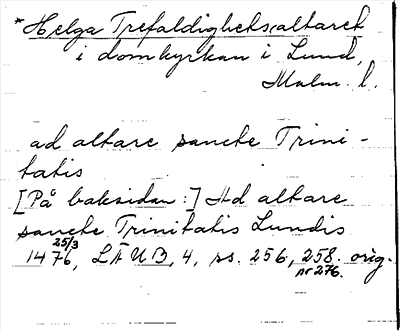 *Helga Trefaldighetsaltaret
i domkyrkan i Lund,
Malm. l.
ad altare sancte Trini-
tatis
[På baksidan:] Ad altare
sancte Trinitatis Lundis
1476 25/3, LÄUB, 4, ss. 256, 258. orig.
nr 276.